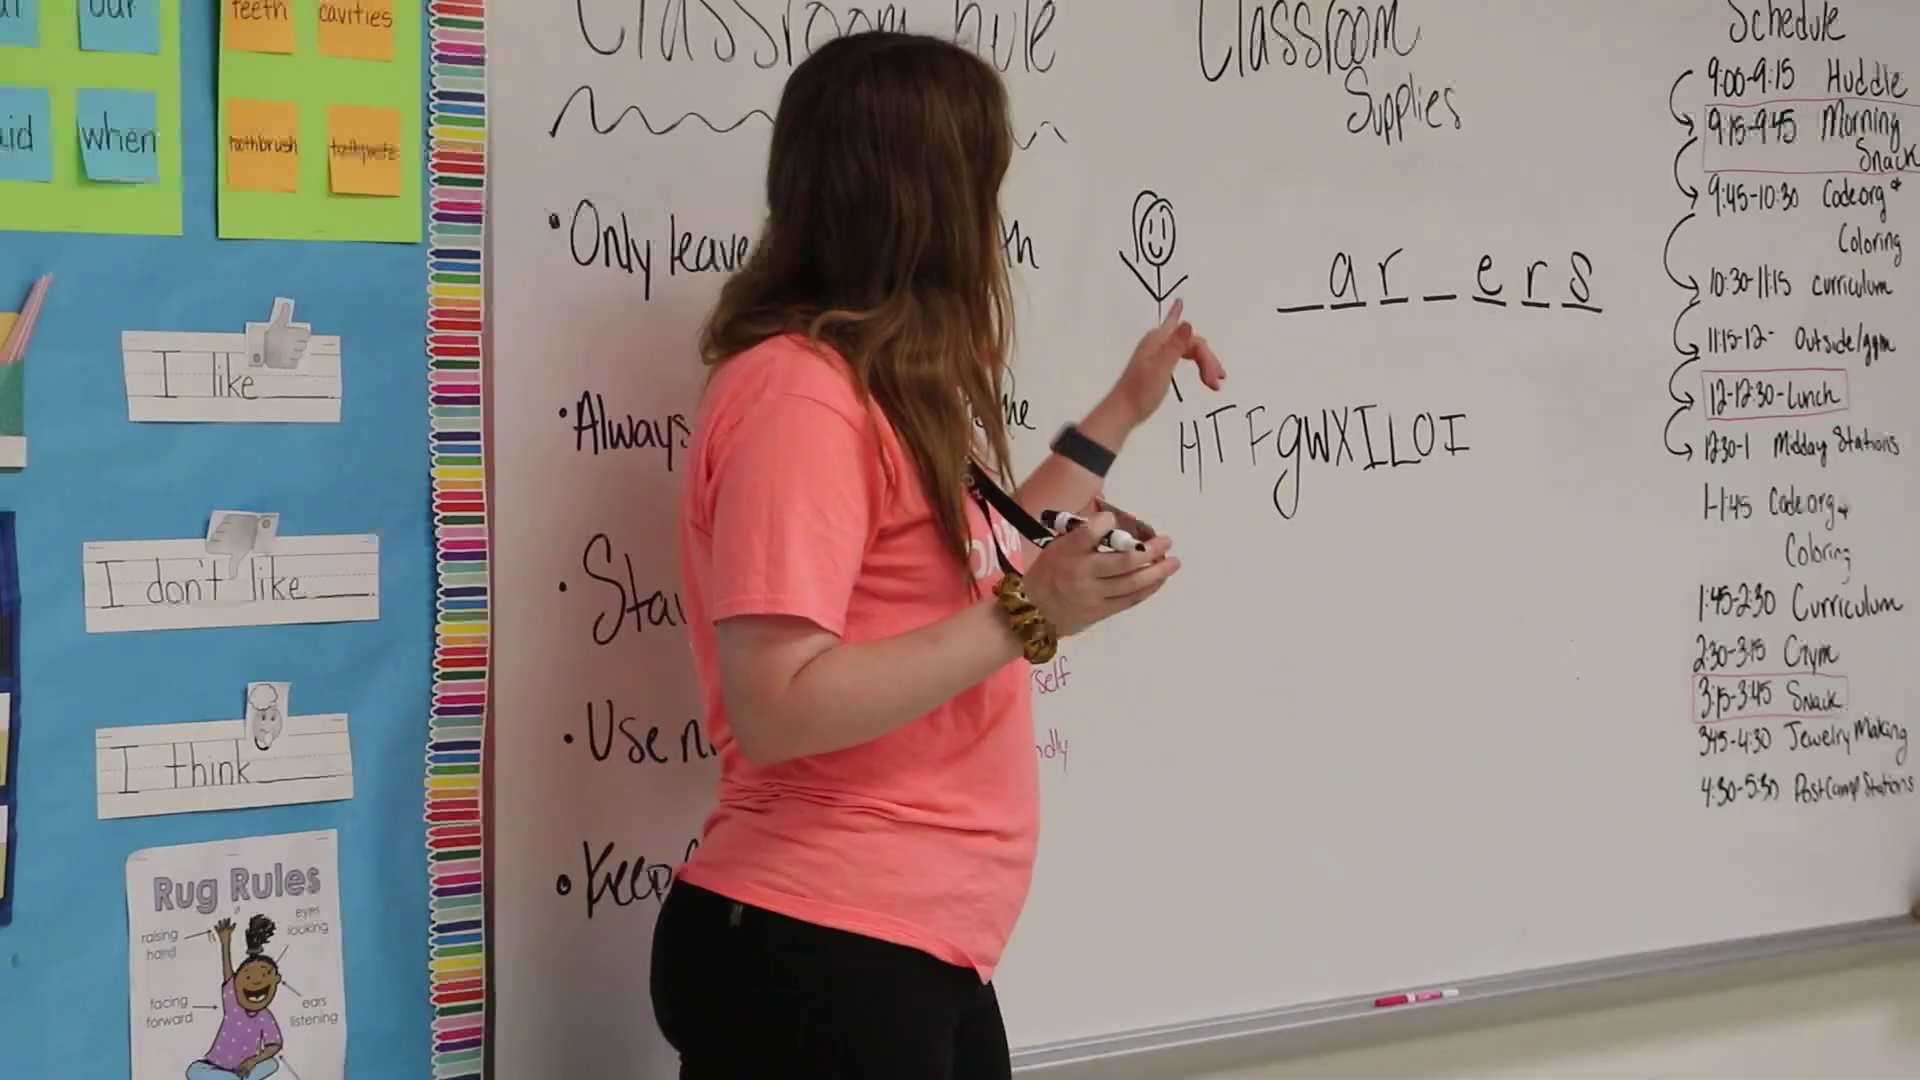 our
teeth
cavities
when
toothbrush
I like
I don't like
I think
Rug Rules
raising
hand
eyes
looking
facing
forward
ears
listening
Classroom Rule
Only leave
Always
Use
Keep
Classroom
Supplies
_ a r _ e r s
H T F g W X I L O I
Schedule
9:00-9:15 Huddle
9:15-9:45 Morning
Snack
9:45-10:30 Code.org +
Coloring
10:30-11:15 curriculum
11:15-12- Outside/gym
12-12:30-Lunch
12:30-1 Midday Stations
1-1:45 Code.org +
Coloring
1:45-2:30 Curriculum
2:30-3:15 Gym
3:15-3:45 Snack
3:45-4:30 Jewelry Making
4:30-5:30 Post Camp Stations